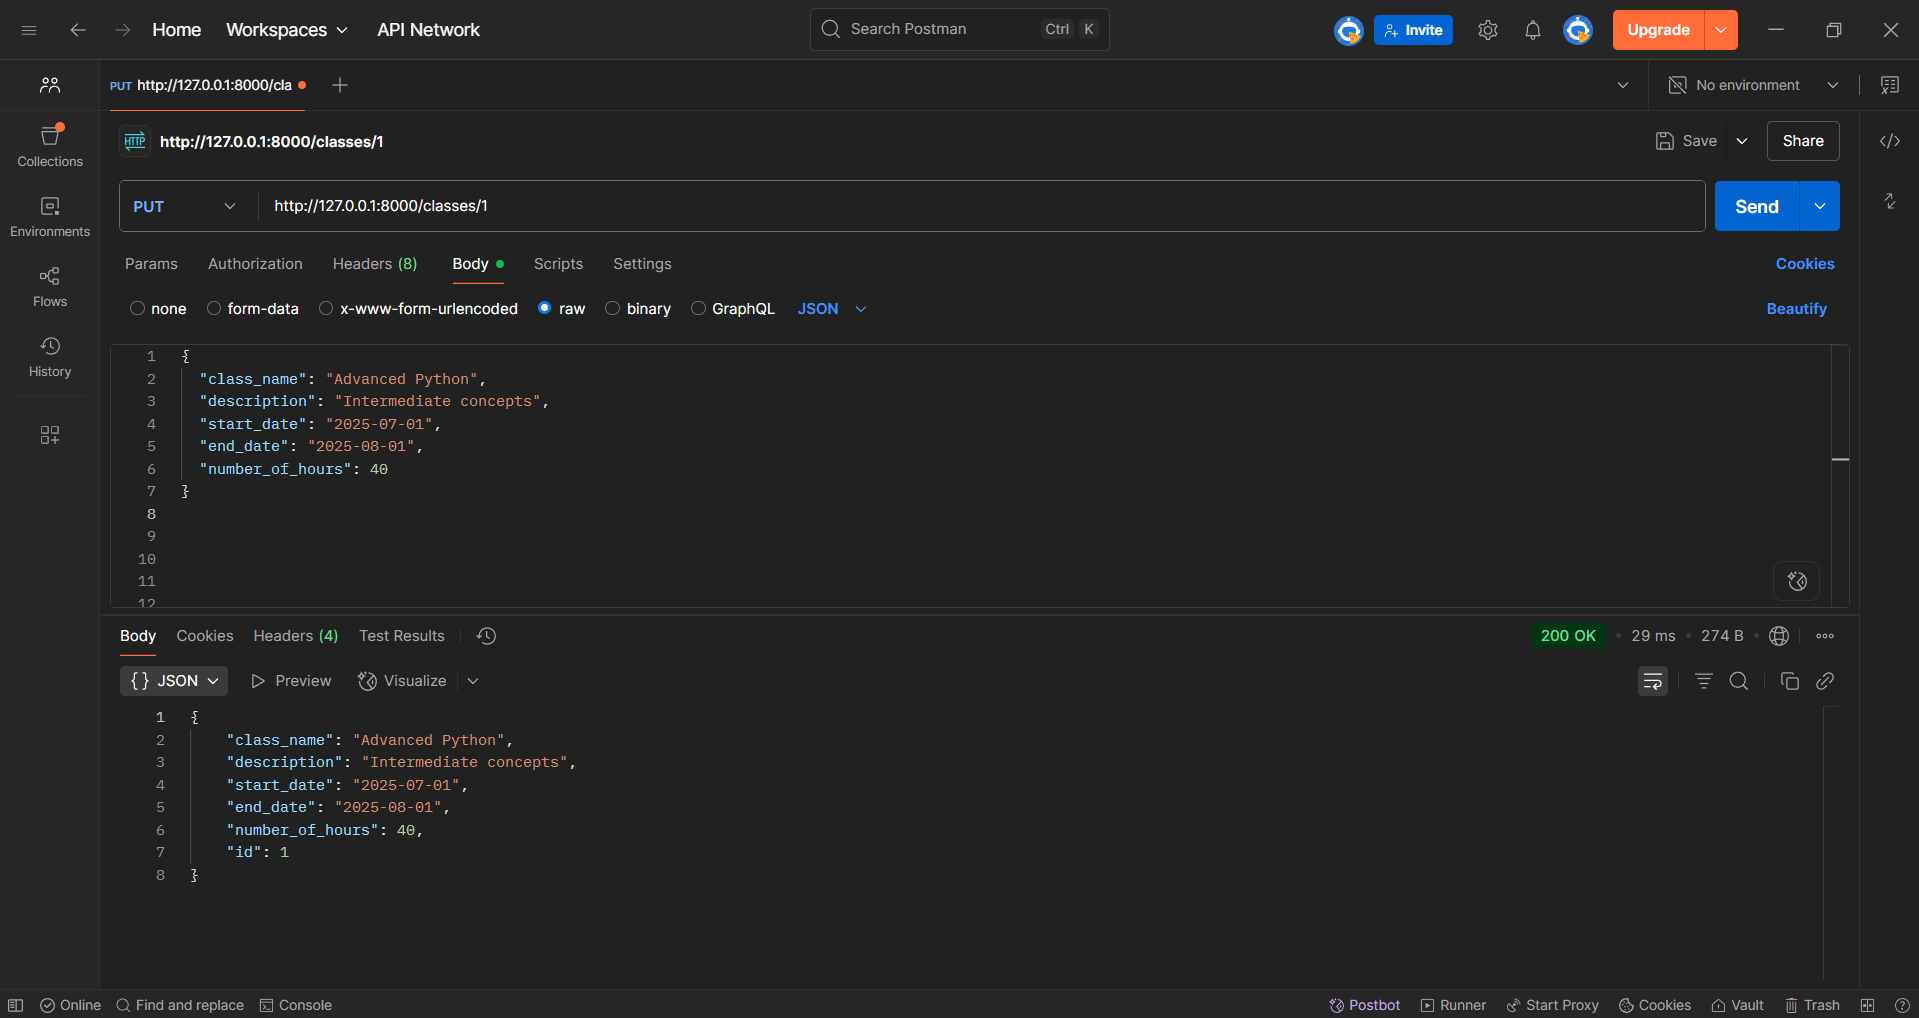 Home Workspaces API Network Search Postman Ctrl K Invite Upgrade
PUT http://127.0.0.1:8000/cla No environment
HTTP http://127.0.0.1:8000/classes/1 Save Share
Collections
Environments
Flows
History
PUT http://127.0.0.1:8000/classes/1 Send
Params Authorization Headers (8) Body Scripts Settings Cookies
none form-data x-www-form-urlencoded raw binary GraphQL JSON Beautify
1 {
2 "class_name": "Advanced Python",
3 "description": "Intermediate concepts",
4 "start_date": "2025-07-01",
5 "end_date": "2025-08-01",
6 "number_of_hours": 40
7 }
8
9
10
11
12
Body Cookies Headers (4) Test Results 200 OK • 29 ms • 274 B •
{} JSON Preview Visualize
1 {
2 "class_name": "Advanced Python",
3 "description": "Intermediate concepts",
4 "start_date": "2025-07-01",
5 "end_date": "2025-08-01",
6 "number_of_hours": 40,
7 "id": 1
8 }
Online Find and replace Console Postbot Runner Start Proxy Cookies Vault Trash